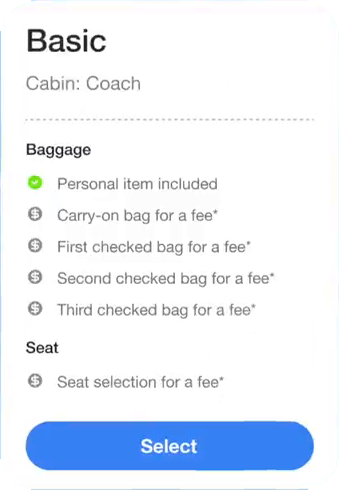 Basic
Cabin: Coach
Baggage
Personal item included
Carry-on bag for a fee*
First checked bag for a fee*
Second checked bag for a fee*
Third checked bag for a fee*
Seat
Seat selection for a fee*
Select